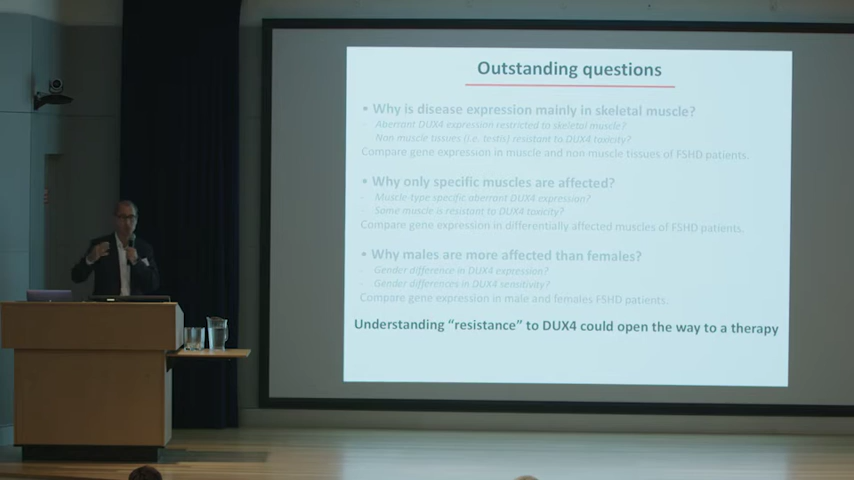 Outstanding questions
• Why is disease expression mainly in skeletal muscle?
- Aberrant DUX4 expression restricted to skeletal muscle?
- Non muscle tissues (i.e. testis) resistant to DUX4 toxicity?
Compare gene expression in muscle and non muscle tissues of FSHD patients.
• Why only specific muscles are affected?
- Muscle-type specific aberrant DUX4 expression?
- Some muscle is resistant to DUX4 toxicity?
Compare gene expression in differentially affected muscles of FSHD patients.
• Why males are more affected than females?
- Gender difference in DUX4 expression?
- Gender differences in DUX4 sensitivity?
Compare gene expression in male and females FSHD patients.
Understanding “resistance” to DUX4 could open the way to a therapy